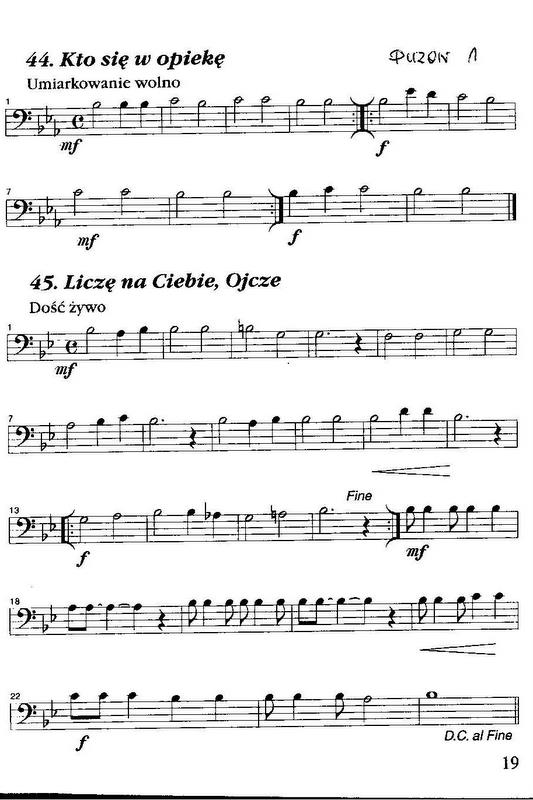 44. Kto się w opiekę
PUZON 1
Umiarkowanie wolno
1
mf
f
7
mf
f
45. Liczę na Ciebie, Ojcze
Dość żywo
1
mf
7
Fine
13
f
mf
18
22
f
D.C. al Fine
19